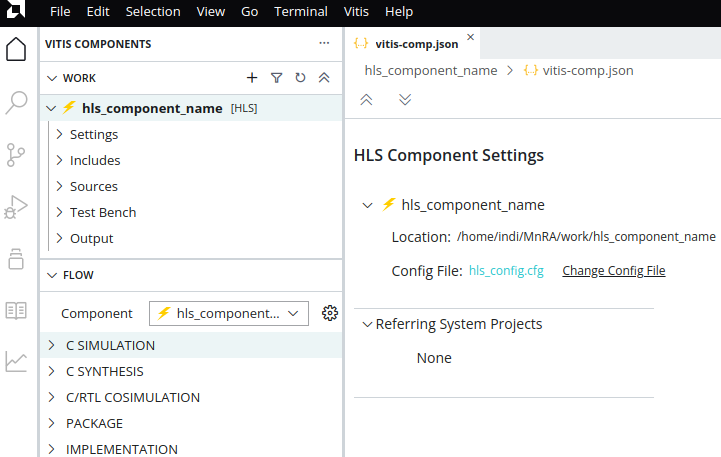 File Edit Selection View Go Terminal Vitis Help
VITIS COMPONENTS ...
WORK
hls_component_name [HLS]
Settings
Includes
Sources
Test Bench
Output
FLOW
Component hls_component...
C SIMULATION
C SYNTHESIS
C/RTL COSIMULATION
PACKAGE
IMPLEMENTATION
{..} vitis-comp.json ×
hls_component_name > {..} vitis-comp.json
HLS Component Settings
hls_component_name
Location: /home/indi/MnRA/work/hls_component_name
Config File: hls_config.cfg Change Config File
Referring System Projects
None